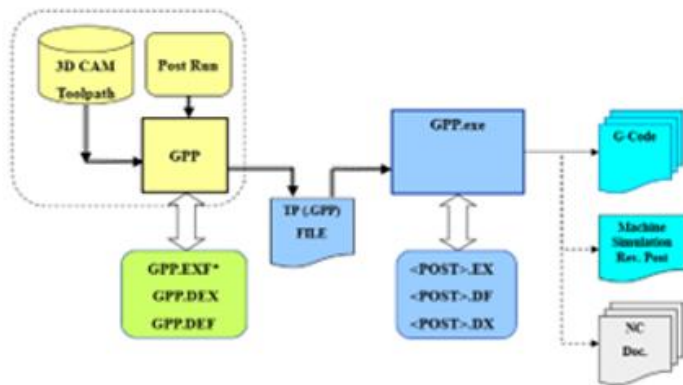 3D CAM
Toolpath
Post Run
GPP
GPP.exe
G-Code
TP (.GPP)
FILE
Machine
Simulation
Rev. Post
GPP.EXF*
GPP.DEX
GPP.DEF
<POST>.EX
<POST>.DF
<POST>.DX
NC
Doc.